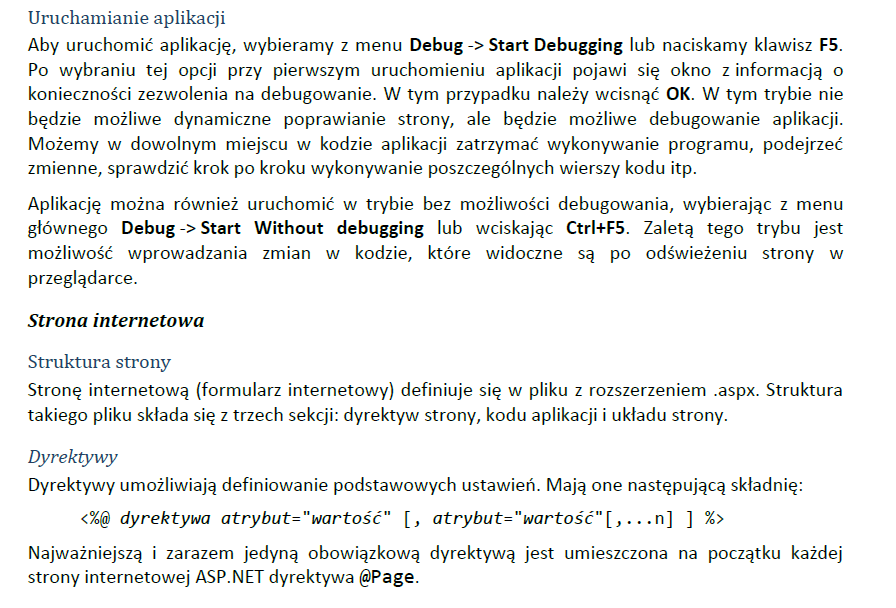 Uruchamianie aplikacji
Aby uruchomić aplikację, wybieramy z menu Debug -> Start Debugging lub naciskamy klawisz F5.
Po wybraniu tej opcji przy pierwszym uruchomieniu aplikacji pojawi się okno z informacją o
konieczności zezwolenia na debugowanie. W tym przypadku należy wcisnąć OK. W tym trybie nie
będzie możliwe dynamiczne poprawianie strony, ale będzie możliwe debugowanie aplikacji.
Możemy w dowolnym miejscu w kodzie aplikacji zatrzymać wykonywanie programu, podejrzeć
zmienne, sprawdzić krok po kroku wykonywanie poszczególnych wierszy kodu itp.
Aplikację można również uruchomić w trybie bez możliwości debugowania, wybierając z menu
głównego Debug -> Start Without debugging lub wciskając Ctrl+F5. Zaletą tego trybu jest
możliwość wprowadzania zmian w kodzie, które widoczne są po odświeżeniu strony w
przeglądarce.
Strona internetowa
Struktura strony
Stronę internetową (formularz internetowy) definiuje się w pliku z rozszerzeniem .aspx. Struktura
takiego pliku składa się z trzech sekcji: dyrektyw strony, kodu aplikacji i układu strony.
Dyrektywy
Dyrektywy umożliwiają definiowanie podstawowych ustawień. Mają one następującą składnię:
<%@ dyrektywa atrybut="wartość" [, atrybut="wartość"[,...n] ] %>
Najważniejszą i zarazem jedyną obowiązkową dyrektywą jest umieszczona na początku każdej
strony internetowej ASP.NET dyrektywa @Page.